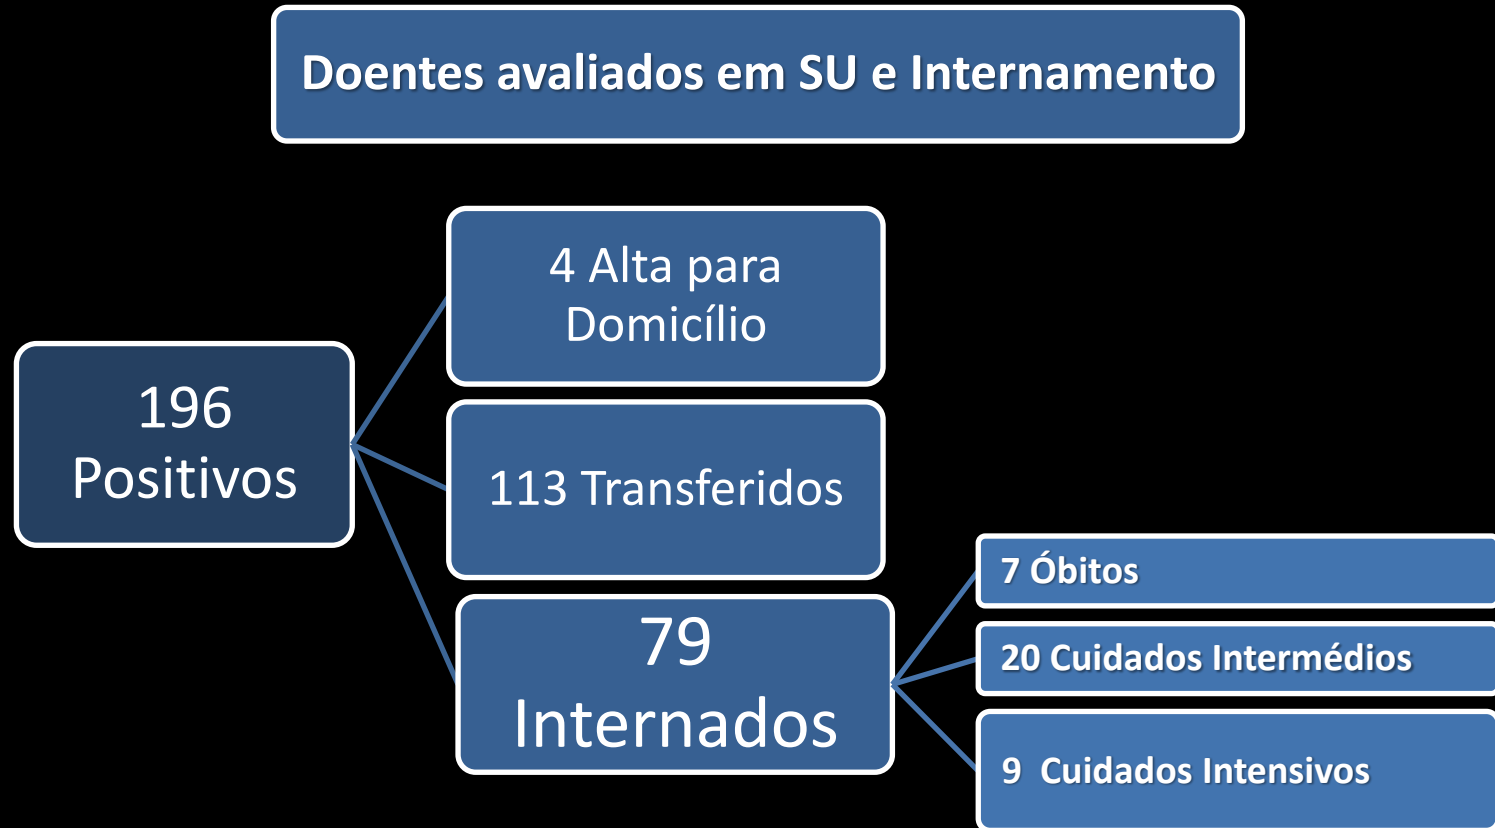 Doentes avaliados em SU e Internamento
4 Alta para
Domicílio
196
Positivos
113 Transferidos
79
Internados
7 Óbitos
20 Cuidados Intermédios
9 Cuidados Intensivos